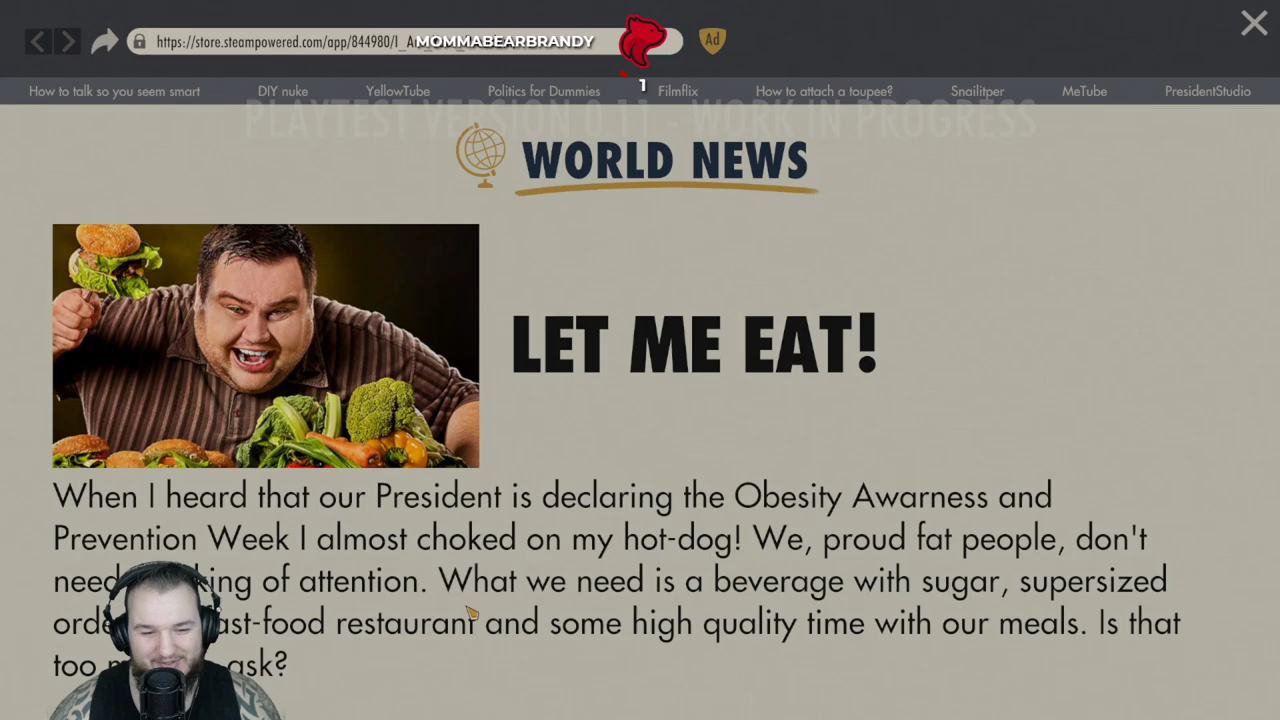 https://store.steampowered.com/app/844980/I_A
MOMMABEARBRANDY
Ad
1
How to talk so you seem smart DIY nuke YellowTube Politics for Dummies Filmflix How to attach a toupee? Snailitper MeTube PresidentStudio
PLAYTEST VERSION 0.11 - WORK IN PROGRESS
WORLD NEWS
LET ME EAT!
When I heard that our President is declaring the Obesity Awarness and
Prevention Week I almost choked on my hot-dog! We, proud fat people, don't
need king of attention. What we need is a beverage with sugar, supersized
orde ast-food restaurant and some high quality time with our meals. Is that
too ask?